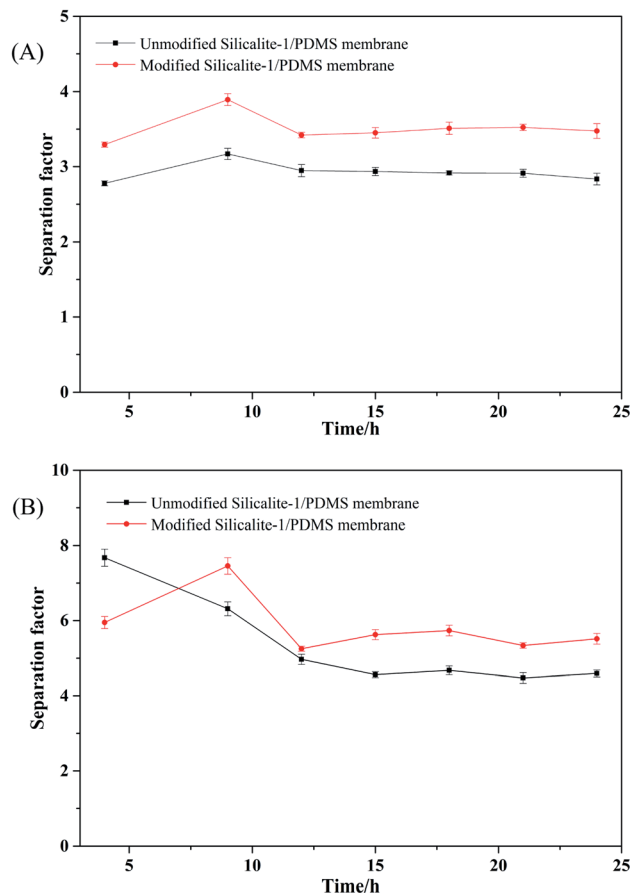 (A)
Unmodified Silicalite-1/PDMS membrane
Modified Silicalite-1/PDMS membrane
Separation factor
5
4
3
2
1
0
5 10 15 20 25
Time/h
(B)
Unmodified Silicalite-1/PDMS membrane
Modified Silicalite-1/PDMS membrane
Separation factor
10
8
6
4
2
0
5 10 15 20 25
Time/h